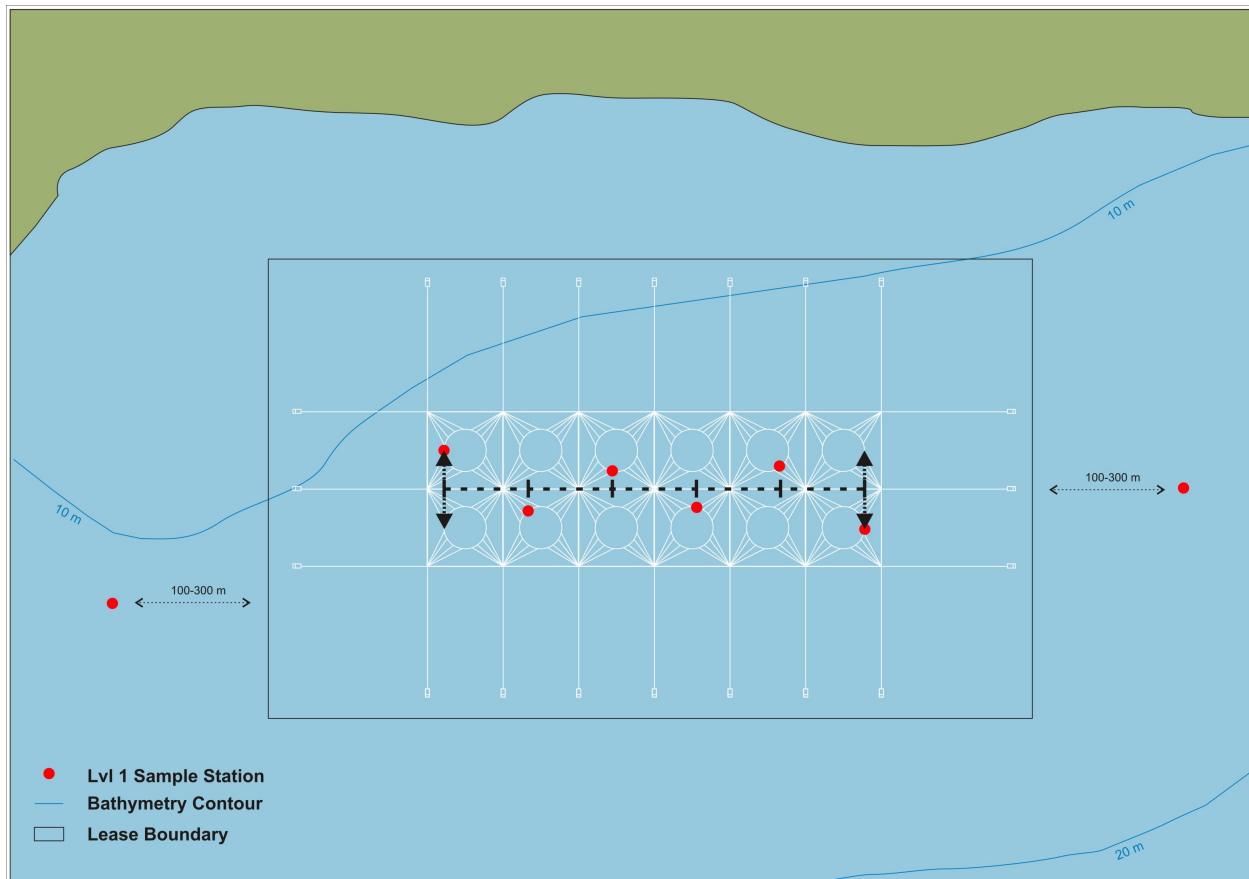 10 m
10 m
100-300 m
100-300 m
Lvl 1 Sample Station
Bathymetry Contour
Lease Boundary
20 m